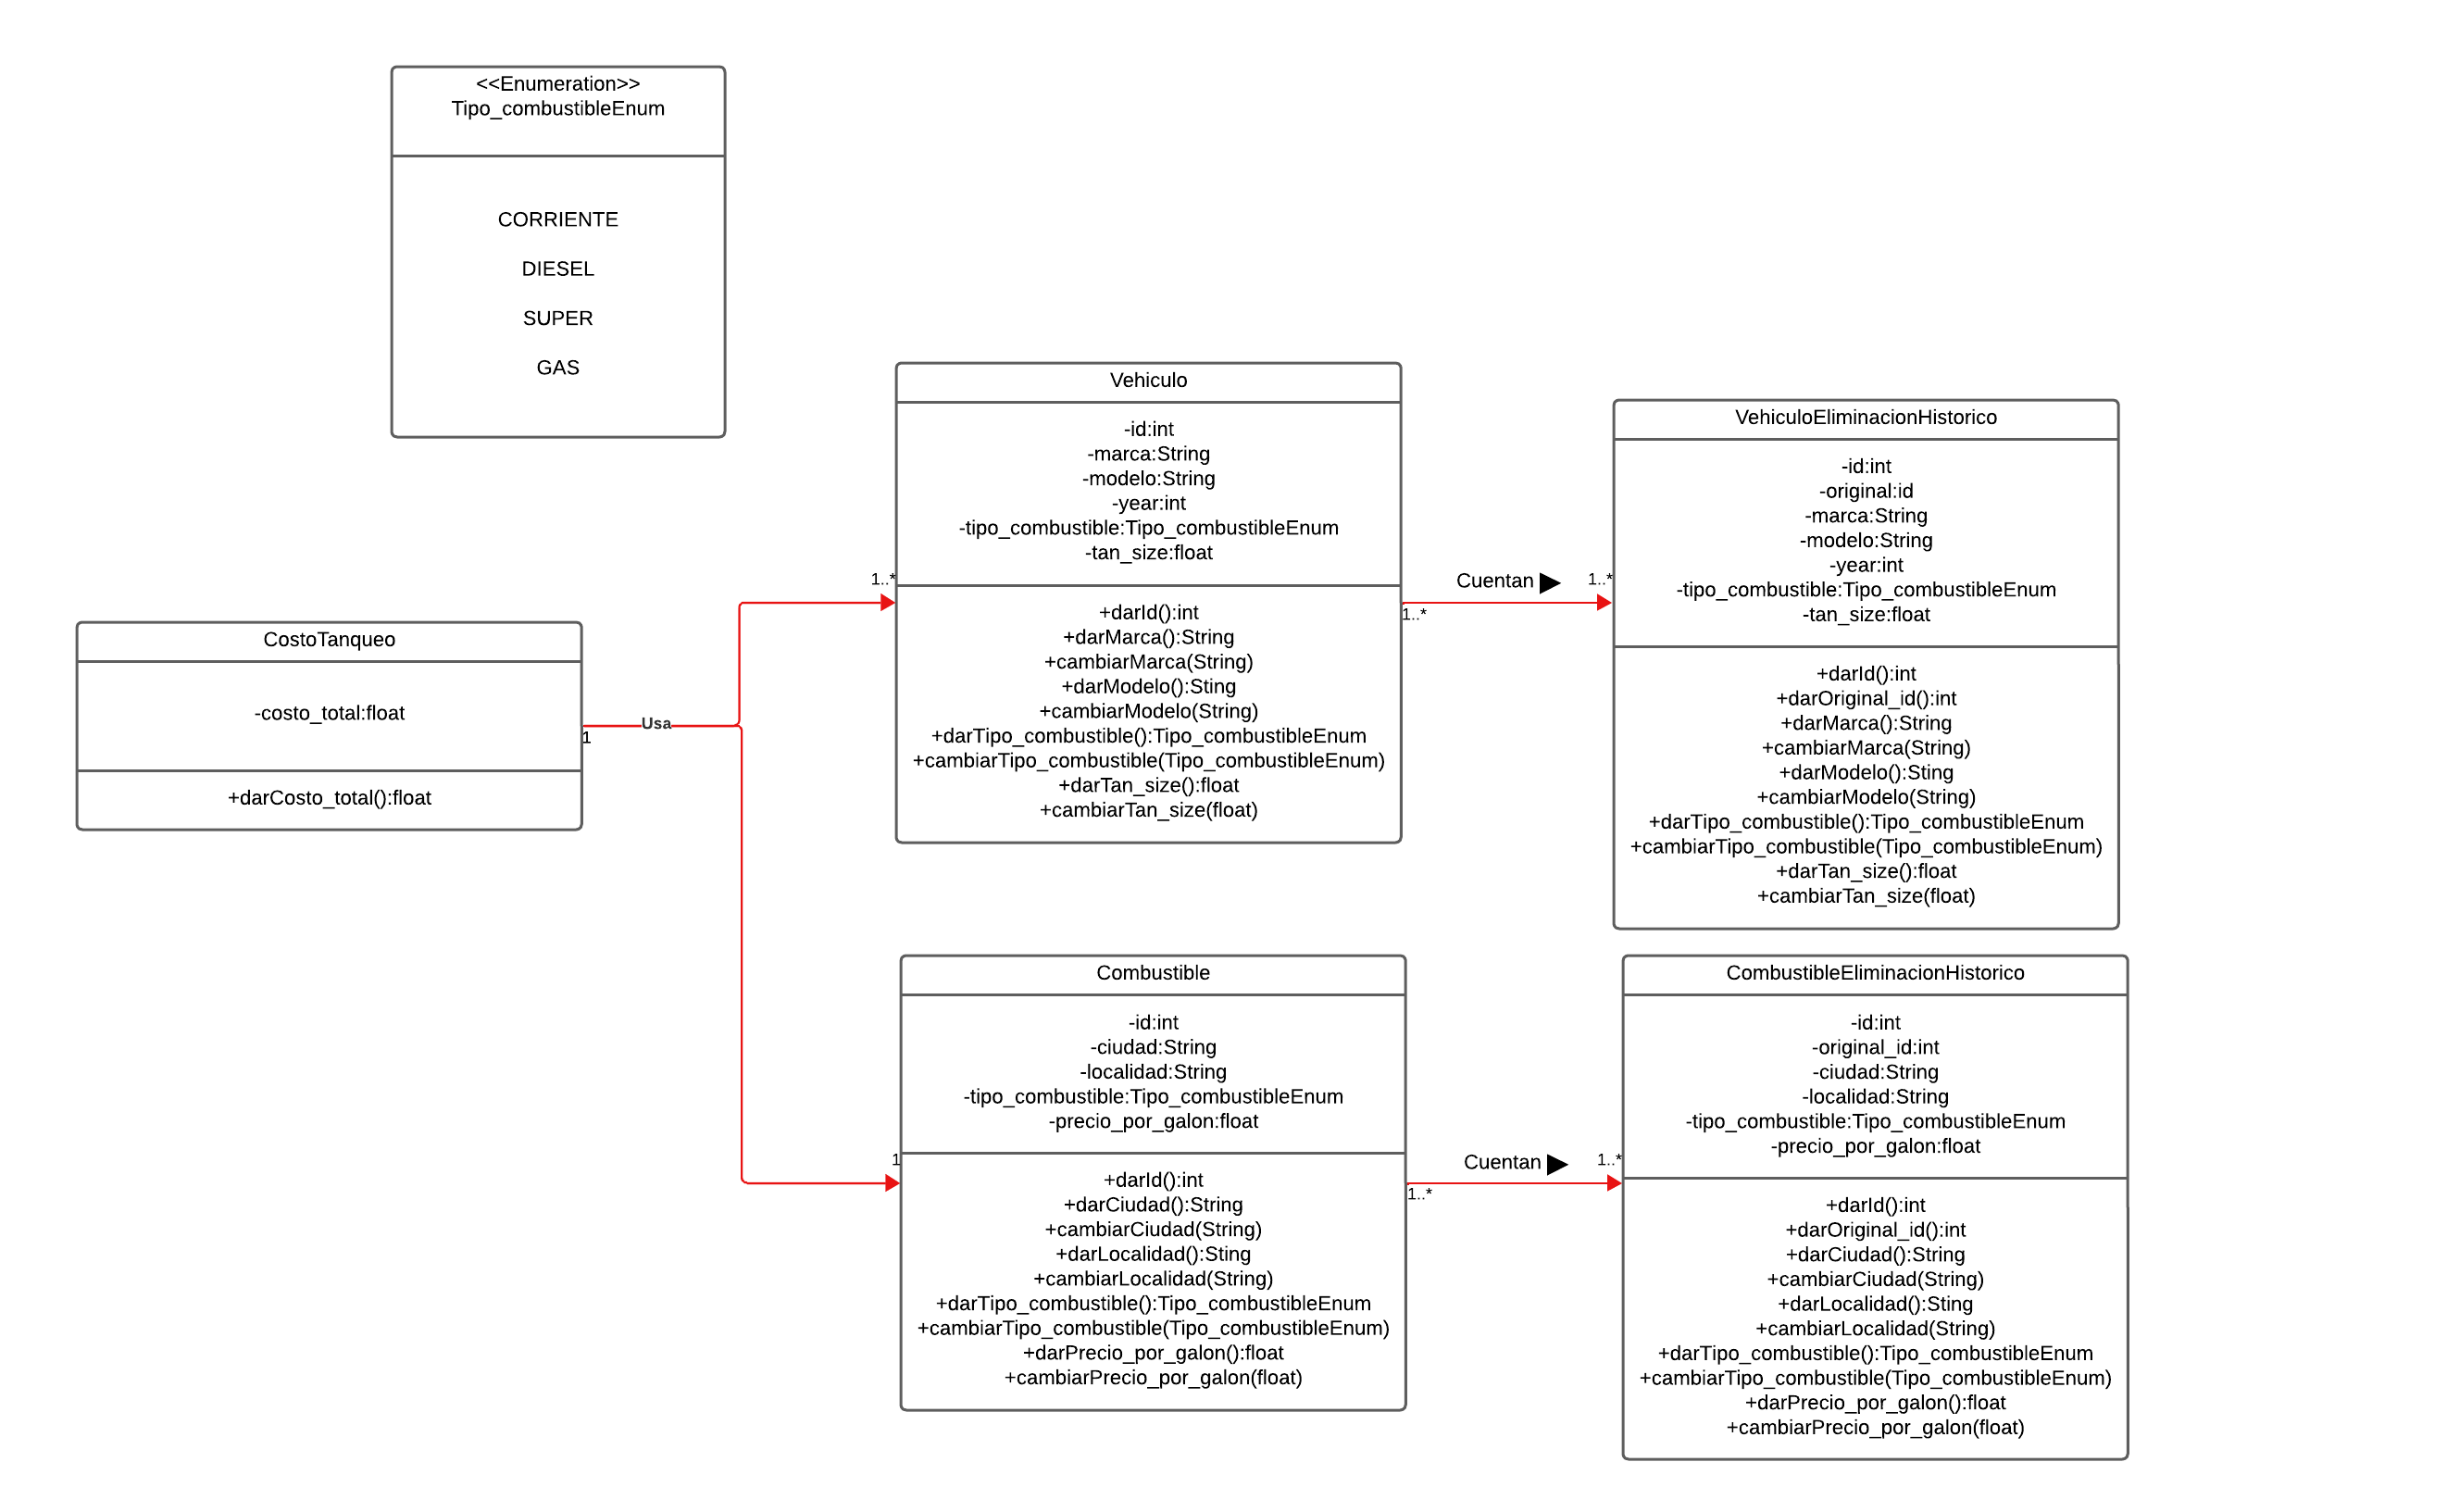 <<Enumeration>>
Tipo_combustibleEnum
CORRIENTE
DIESEL
SUPER
GAS
CostoTanqueo
-costo_total:float
+darCosto_total():float
1
Usa
1..*
1
Vehiculo
-id:int
-marca:String
-modelo:String
-year:int
-tipo_combustible:Tipo_combustibleEnum
-tan_size:float
+darId():int
+darMarca():String
+cambiarMarca(String)
+darModelo():Sting
+cambiarModelo(String)
+darTipo_combustible():Tipo_combustibleEnum
+cambiarTipo_combustible(Tipo_combustibleEnum)
+darTan_size():float
+cambiarTan_size(float)
Cuentan
1..*
1..*
VehiculoEliminacionHistorico
-id:int
-original:id
-marca:String
-modelo:String
-year:int
-tipo_combustible:Tipo_combustibleEnum
-tan_size:float
+darId():int
+darOriginal_id():int
+darMarca():String
+cambiarMarca(String)
+darModelo():Sting
+cambiarModelo(String)
+darTipo_combustible():Tipo_combustibleEnum
+cambiarTipo_combustible(Tipo_combustibleEnum)
+darTan_size():float
+cambiarTan_size(float)
Combustible
-id:int
-ciudad:String
-localidad:String
-tipo_combustible:Tipo_combustibleEnum
-precio_por_galon:float
+darId():int
+darCiudad():String
+cambiarCiudad(String)
+darLocalidad():Sting
+cambiarLocalidad(String)
+darTipo_combustible():Tipo_combustibleEnum
+cambiarTipo_combustible(Tipo_combustibleEnum)
+darPrecio_por_galon():float
+cambiarPrecio_por_galon(float)
Cuentan
1..*
1..*
CombustibleEliminacionHistorico
-id:int
-original_id:int
-ciudad:String
-localidad:String
-tipo_combustible:Tipo_combustibleEnum
-precio_por_galon:float
+darId():int
+darOriginal_id():int
+darCiudad():String
+cambiarCiudad(String)
+darLocalidad():Sting
+cambiarLocalidad(String)
+darTipo_combustible():Tipo_combustibleEnum
+cambiarTipo_combustible(Tipo_combustibleEnum)
+darPrecio_por_galon():float
+cambiarPrecio_por_galon(float)